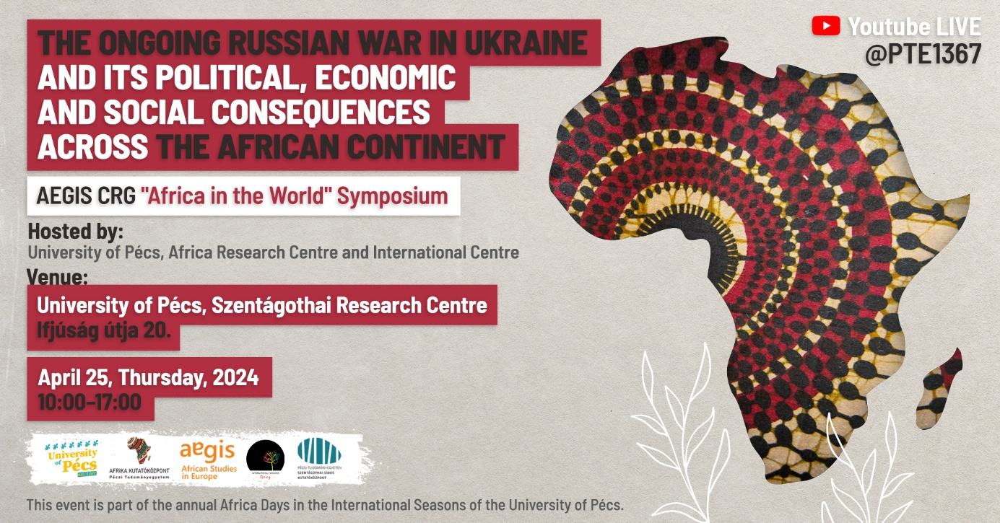 THE ONGOING RUSSIAN WAR IN UKRAINE
AND ITS POLITICAL, ECONOMIC
AND SOCIAL CONSEQUENCES
ACROSS THE AFRICAN CONTINENT
AEGIS CRG "Africa in the World" Symposium
Hosted by:
University of Pécs, Africa Research Centre and International Centre
Venue:
University of Pécs, Szentágothai Research Centre
Ifjúság útja 20.
April 25, Thursday, 2024
10:00–17:00
Youtube LIVE
@PTE1367
University
of Pécs
AFRIKA KUTATÓKÖZPONT
Pécsi Tudományegyetem
aegis
African Studies
in Europe
Spring
PÉCSI TUDOMÁNYEGYETEM
SZENTÁGOTHAI JÁNOS
KUTATÓKÖZPONT
This event is part of the annual Africa Days in the International Seasons of the University of Pécs.